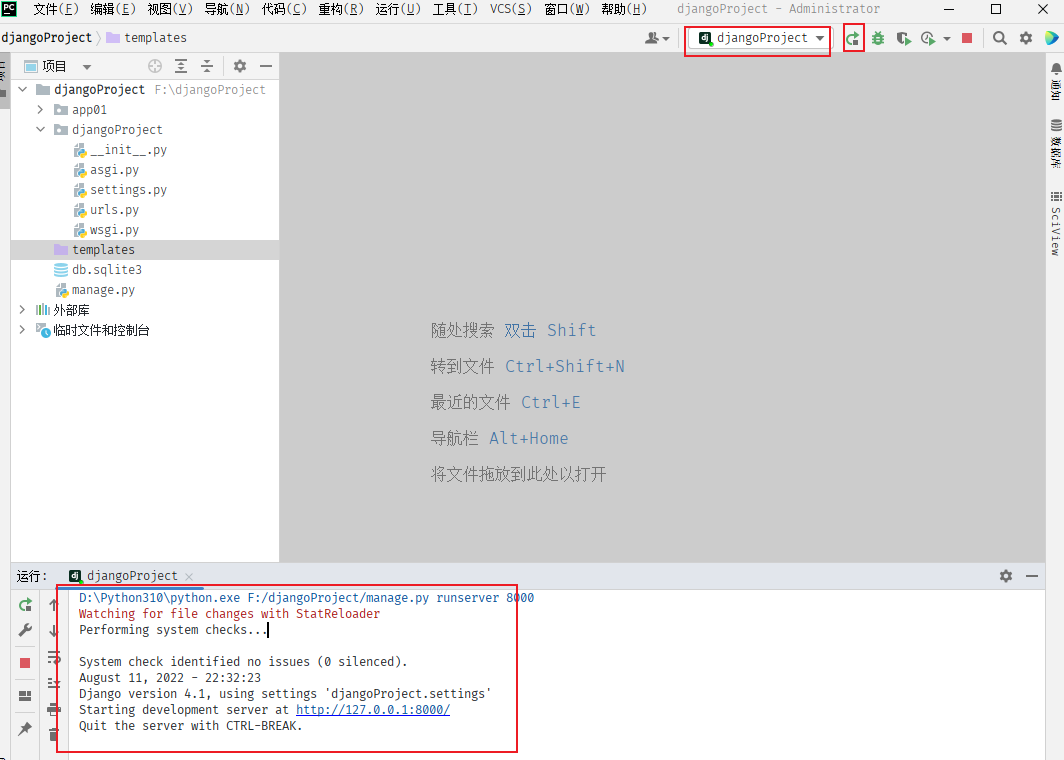 PC 文件(F) 编辑(E) 视图(V) 导航(N) 代码(C) 重构(R) 运行(U) 工具(T) VCS(S) 窗口(W) 帮助(H) djangoProject - Administrator
djangoProject templates
dj djangoProject
项目
djangoProject F:\djangoProject
app01
djangoProject
__init__.py
asgi.py
settings.py
urls.py
wsgi.py
templates
db.sqlite3
manage.py
外部库
临时文件和控制台
随处搜索 双击 Shift
转到文件 Ctrl+Shift+N
最近的文件 Ctrl+E
导航栏 Alt+Home
将文件拖放到此处以打开
通知
数据库
SciView
运行: dj djangoProject
D:\Python310\python.exe F:/djangoProject/manage.py runserver 8000
Watching for file changes with StatReloader
Performing system checks...
System check identified no issues (0 silenced).
August 11, 2022 - 22:32:23
Django version 4.1, using settings 'djangoProject.settings'
Starting development server at http://127.0.0.1:8000/
Quit the server with CTRL-BREAK.